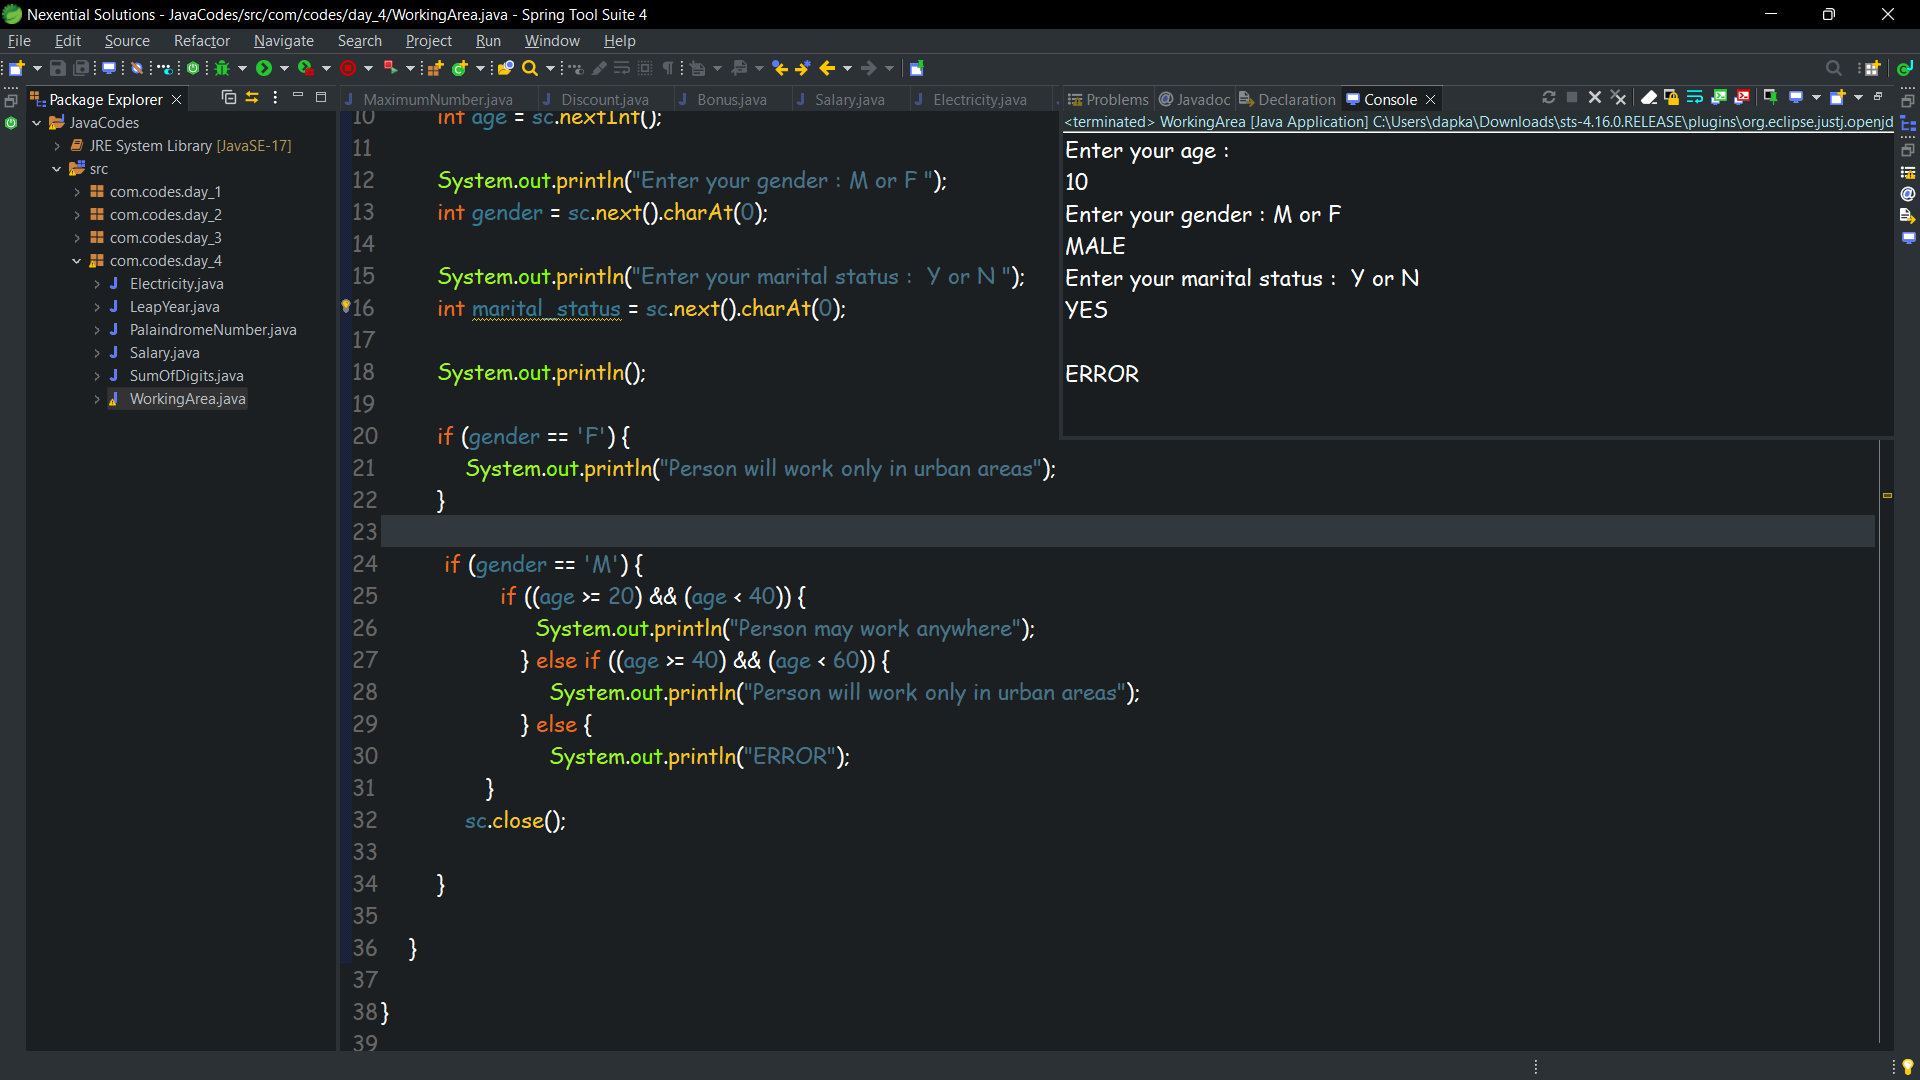 Nexential Solutions - JavaCodes/src/com/codes/day_4/WorkingArea.java - Spring Tool Suite 4
File Edit Source Refactor Navigate Search Project Run Window Help
Package Explorer
JavaCodes
JRE System Library [JavaSE-17]
src
com.codes.day_1
com.codes.day_2
com.codes.day_3
com.codes.day_4
Electricity.java
LeapYear.java
PalaindromeNumber.java
Salary.java
SumOfDigits.java
WorkingArea.java
MaximumNumber.java Discount.java Bonus.java Salary.java Electricity.java
10 int age = sc.nextInt();
11
12 System.out.println("Enter your gender : M or F ");
13 int gender = sc.next().charAt(0);
14
15 System.out.println("Enter your marital status :  Y or N ");
16 int marital_status = sc.next().charAt(0);
17
18 System.out.println();
19
20 if (gender == 'F') {
21 System.out.println("Person will work only in urban areas");
22 }
23
24 if (gender == 'M') {
25 if ((age >= 20) && (age < 40)) {
26 System.out.println("Person may work anywhere");
27 } else if ((age >= 40) && (age < 60)) {
28 System.out.println("Person will work only in urban areas");
29 } else {
30 System.out.println("ERROR");
31 }
32 sc.close();
33
34 }
35
36 }
37
38 }
39
Problems @ Javadoc Declaration Console
<terminated> WorkingArea [Java Application] C:\Users\dapka\Downloads\sts-4.16.0.RELEASE\plugins\org.eclipse.justj.openjd
Enter your age :
10
Enter your gender : M or F
MALE
Enter your marital status :  Y or N
YES
ERROR